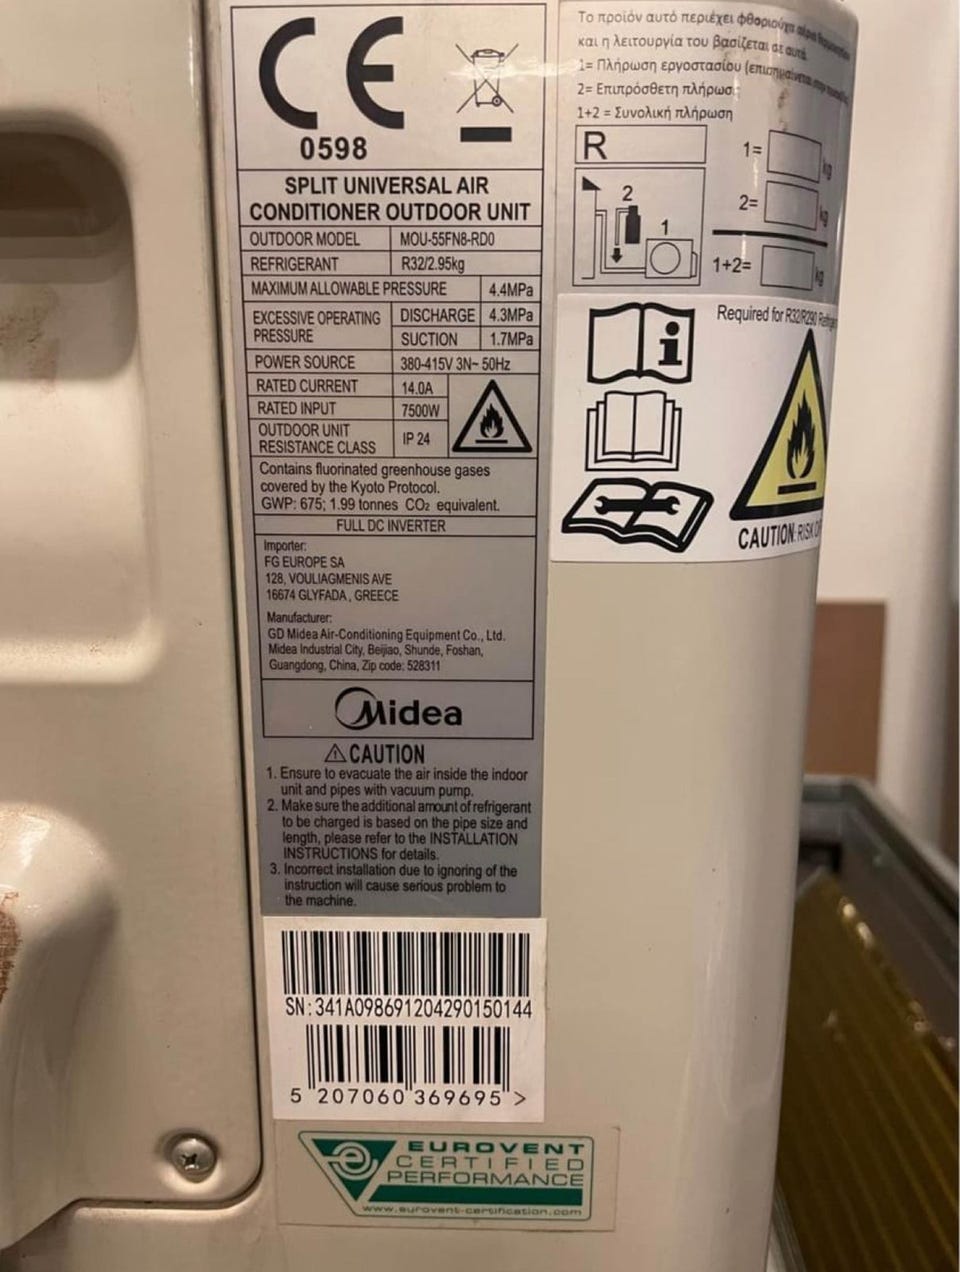 CE
0598
SPLIT UNIVERSAL AIR
CONDITIONER OUTDOOR UNIT
OUTDOOR MODEL MOU-55FN8-RD0
REFRIGERANT R32/2.95kg
MAXIMUM ALLOWABLE PRESSURE 4.4MPa
EXCESSIVE OPERATING PRESSURE DISCHARGE 4.3MPa
SUCTION 1.7MPa
POWER SOURCE 380-415V 3N~ 50Hz
RATED CURRENT 14.0A
RATED INPUT 7500W
OUTDOOR UNIT
RESISTANCE CLASS IP 24
Contains fluorinated greenhouse gases
covered by the Kyoto Protocol.
GWP: 675; 1.99 tonnes CO₂ equivalent.
FULL DC INVERTER
Importer:
FG EUROPE SA
128, VOULIAGMENIS AVE
16674 GLYFADA , GREECE
Manufacturer:
GD Midea Air-Conditioning Equipment Co., Ltd.
Midea Industrial City, Beijiao, Shunde, Foshan,
Guangdong, China, Zip code: 528311
Midea
CAUTION
1. Ensure to evacuate the air inside the indoor
unit and pipes with vacuum pump.
2. Make sure the additional amount of refrigerant
to be charged is based on the pipe size and
length, please refer to the INSTALLATION
INSTRUCTIONS for details.
3. Incorrect installation due to ignoring of the
instruction will cause serious problem to
the machine.
SN:341A098691204290150144
5 207060 369695 >
EUROVENT
CERTIFIED
PERFORMANCE
www.eurovent-certification.com
Το προϊόν αυτό περιέχει φθοριούχα αέρια
και η λειτουργία του βασίζεται σε αυτά.
1= Πλήρωση εργοστασίου (επισημαίνεται
2= Επιπρόσθετη πλήρωση
1+2 = Συνολική πλήρωση
R
1= kg
2= kg
1+2= kg
2
1
Required for R32/R290
CAUTION: RISK